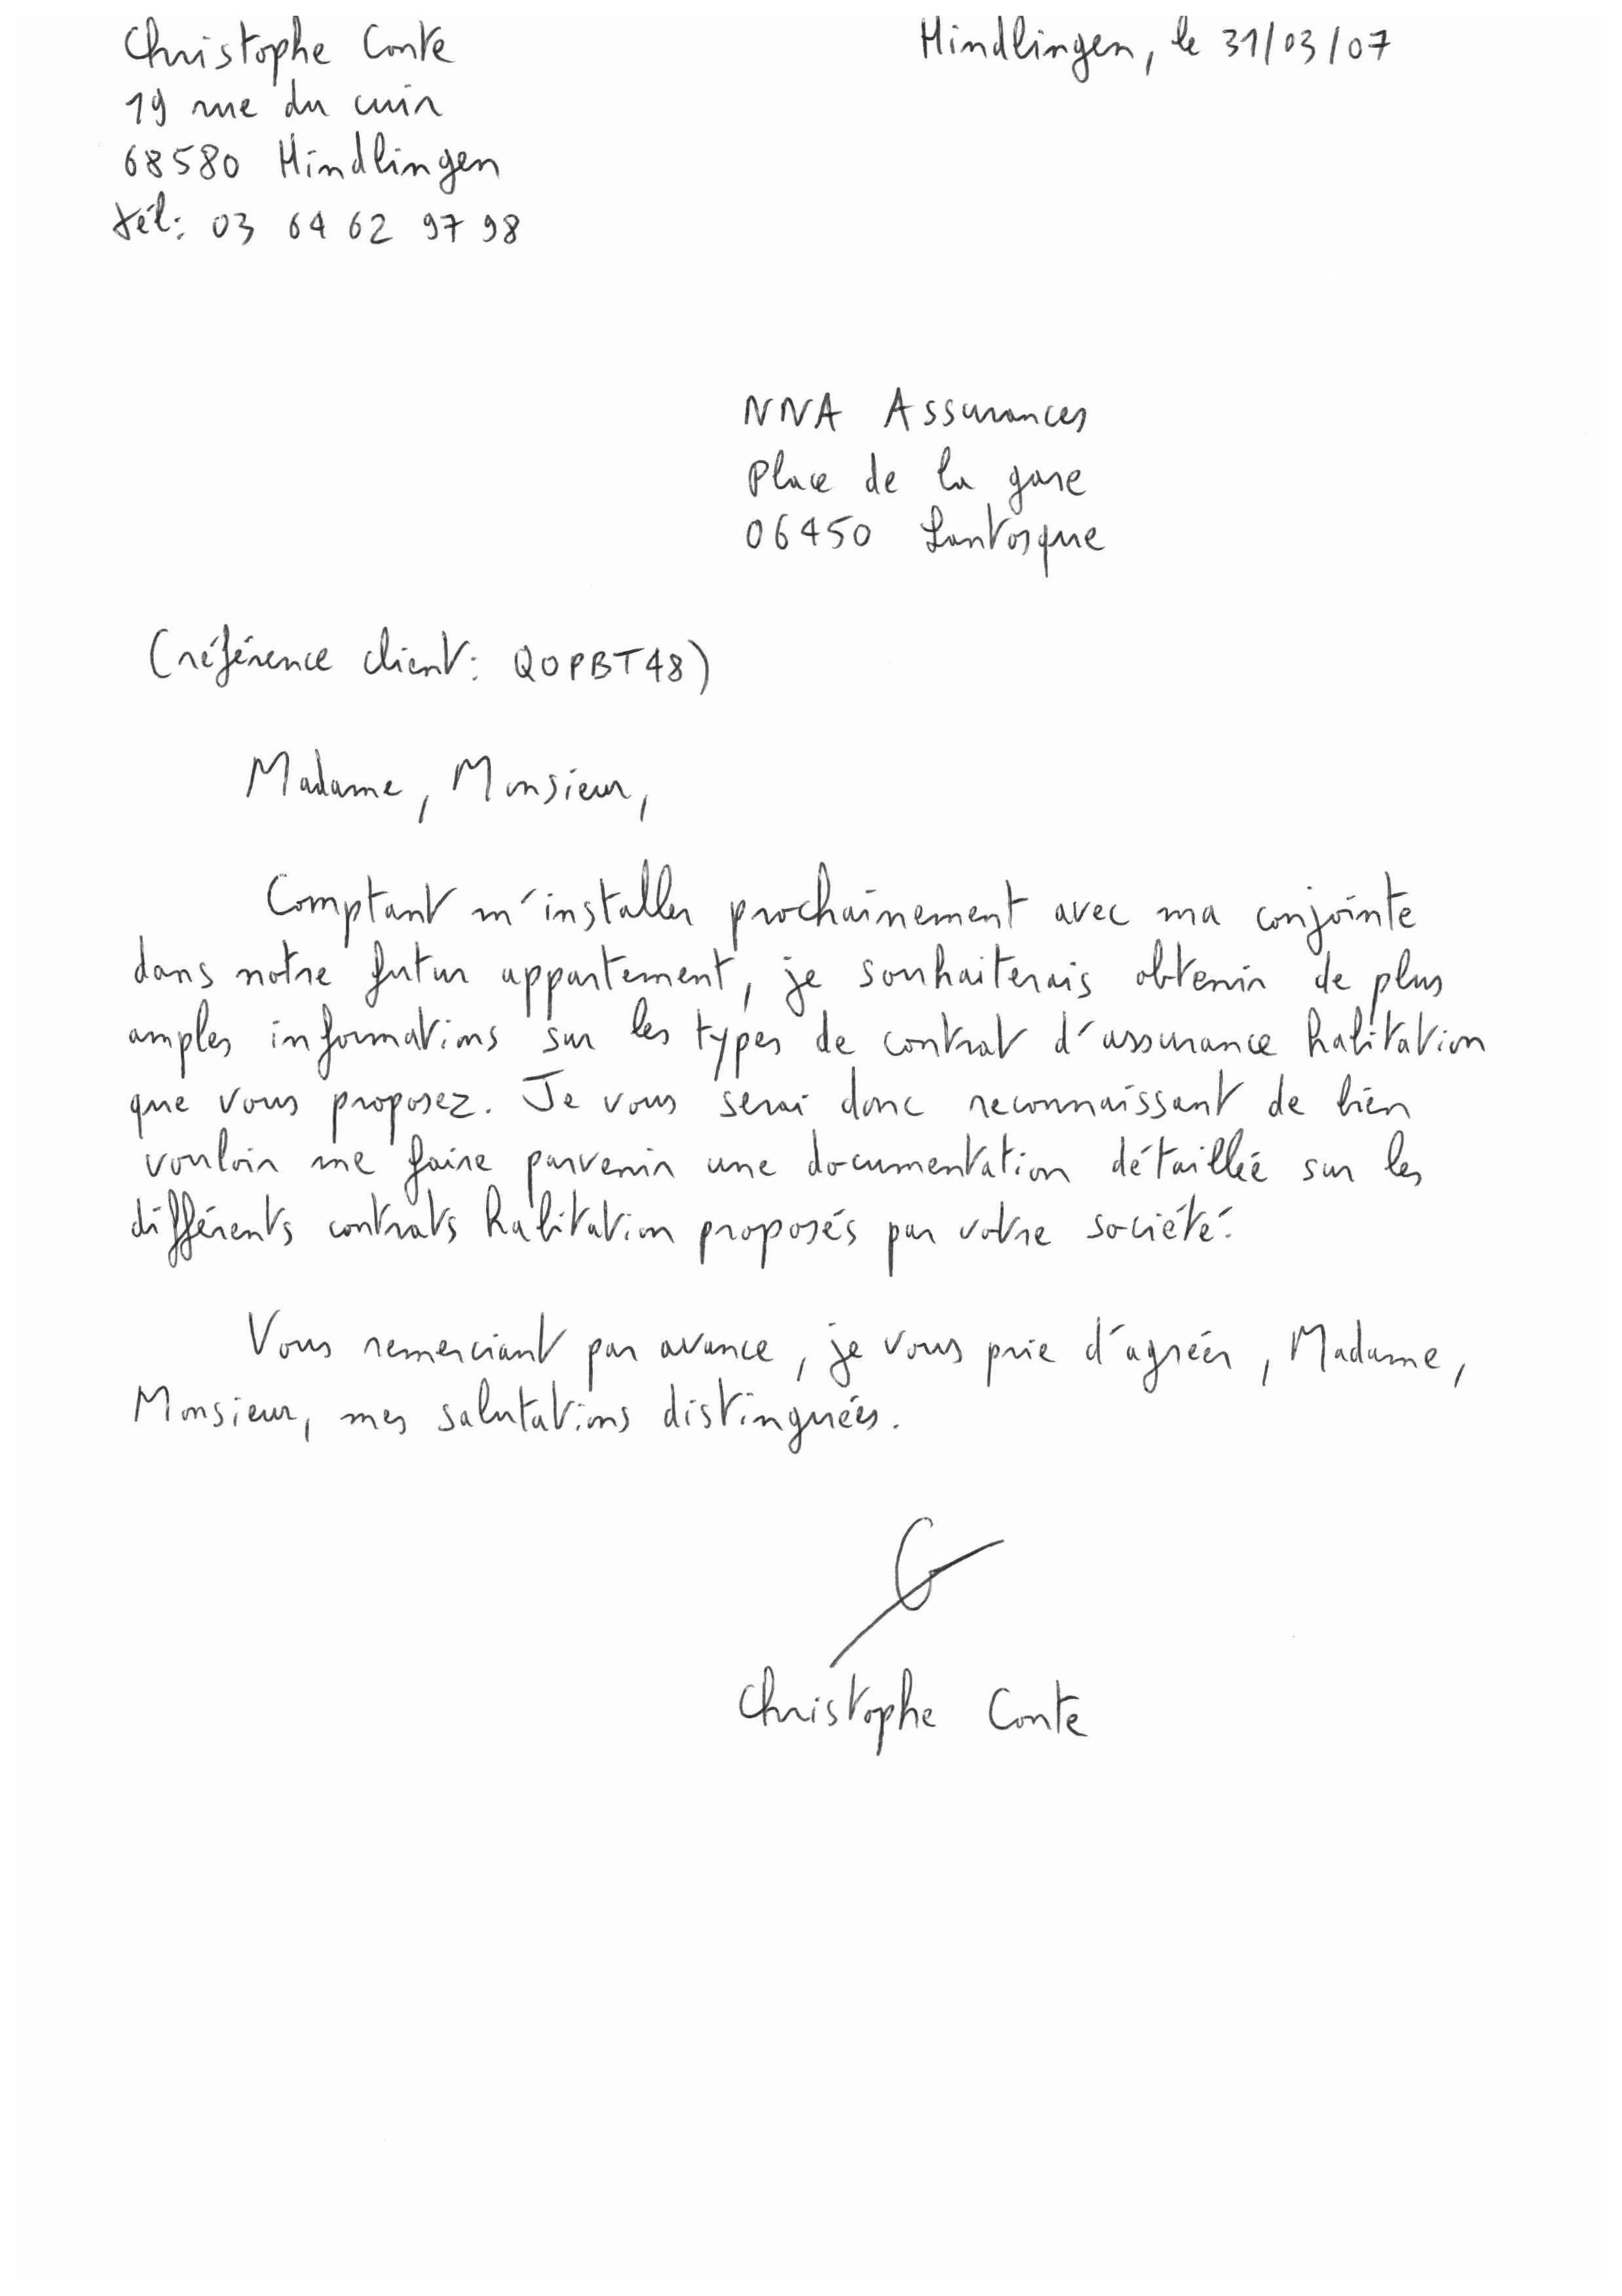 Christophe Conte
Hindlingen, le 31/03/07
19 rue du cuir
68580 Hindlingen
tél: 03 64 62 97 98
NNA Assurances
Place de la gare
06450 Lantosque
(référence client: QOPBT48)
Madame, Monsieur,
Comptant m'installer prochainement avec ma conjointe
dans notre futur appartement, je souhaiterais obtenir de plus
amples informations sur les types de contrat d'assurance habitation
que vous proposez. Je vous serai donc reconnaissant de bien
vouloir me faire parvenir une documentation détaillée sur les
différents contrats habitation proposés par votre société.
Vous remerciant par avance, je vous prie d'agréer, Madame,
Monsieur, mes salutations distinguées.
Christophe Conte